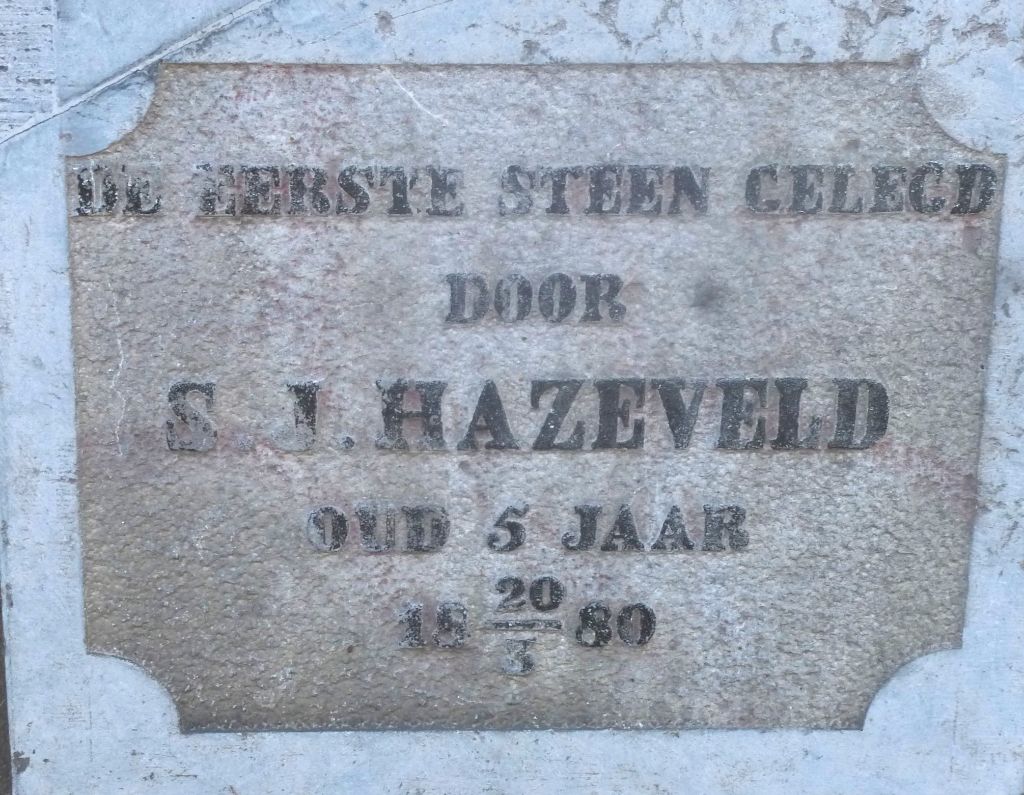 DE EERSTE STEEN GELEGD
DOOR
S. J. HAZEVELD
OUD 5 JAAR
18 20/3 80